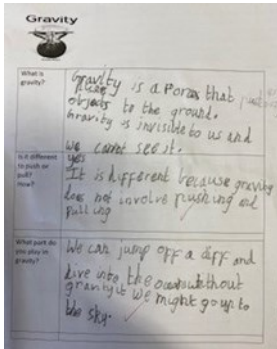 Gravity
What is
gravity?
Gravity is a Poras that
pulls
objects to the ground.
Gravity is invisible to us and
we cannot see it.
Is it different
to push or
pull?
How?
yes
It is different because gravity
does not involve pushing and
pulling
What part do
you play in
gravity?
We can jump off a cliff and
dive into the ocean without
gravity we might go up to
the sky.